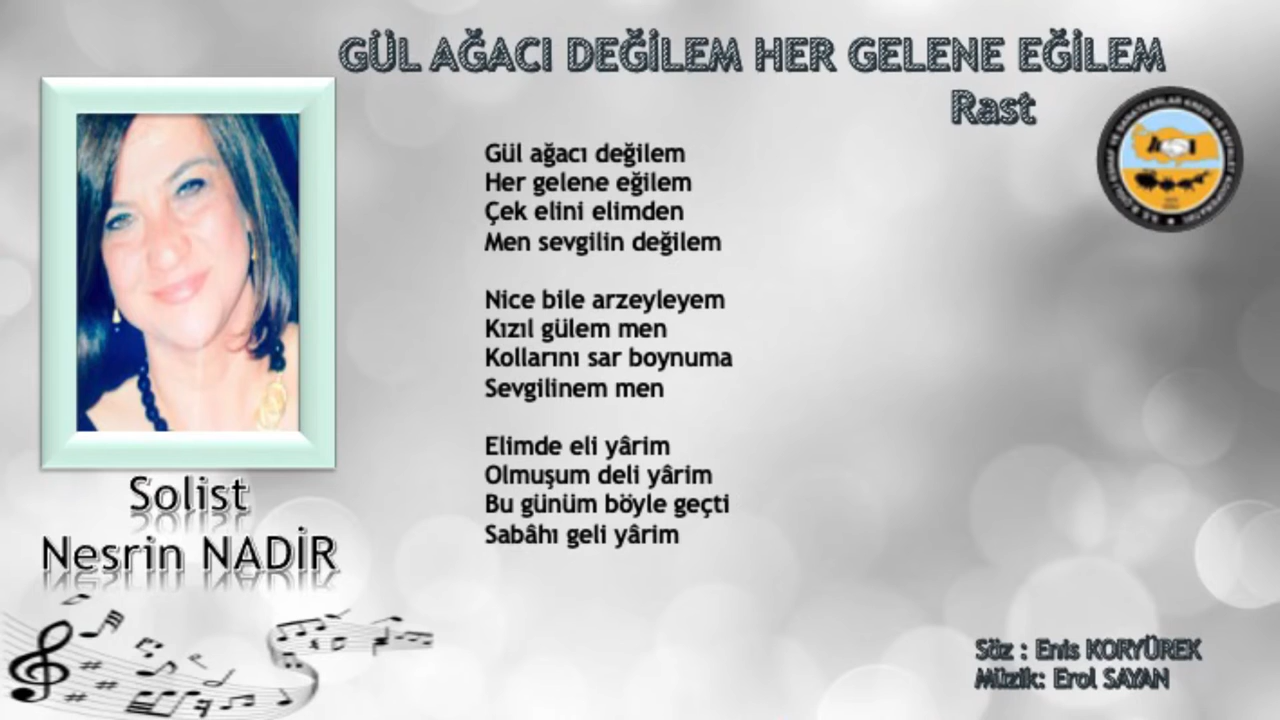 GÜL AĞACI DEĞİLEM HER GELENE EĞİLEM
Rast
Gül ağacı değilem
Her gelene eğilem
Çek elini elimden
Men sevgilin değilem
Nice bile arzeyleyem
Kızıl gülem men
Kollarını sar boynuma
Sevgilinem men
Elimde eli yârim
Olmuşum deli yârim
Bu günüm böyle geçti
Sabâhı geli yârim
Solist
Nesrin NADİR
Söz : Enis KORYÜREK
Müzik: Erol SAYAN